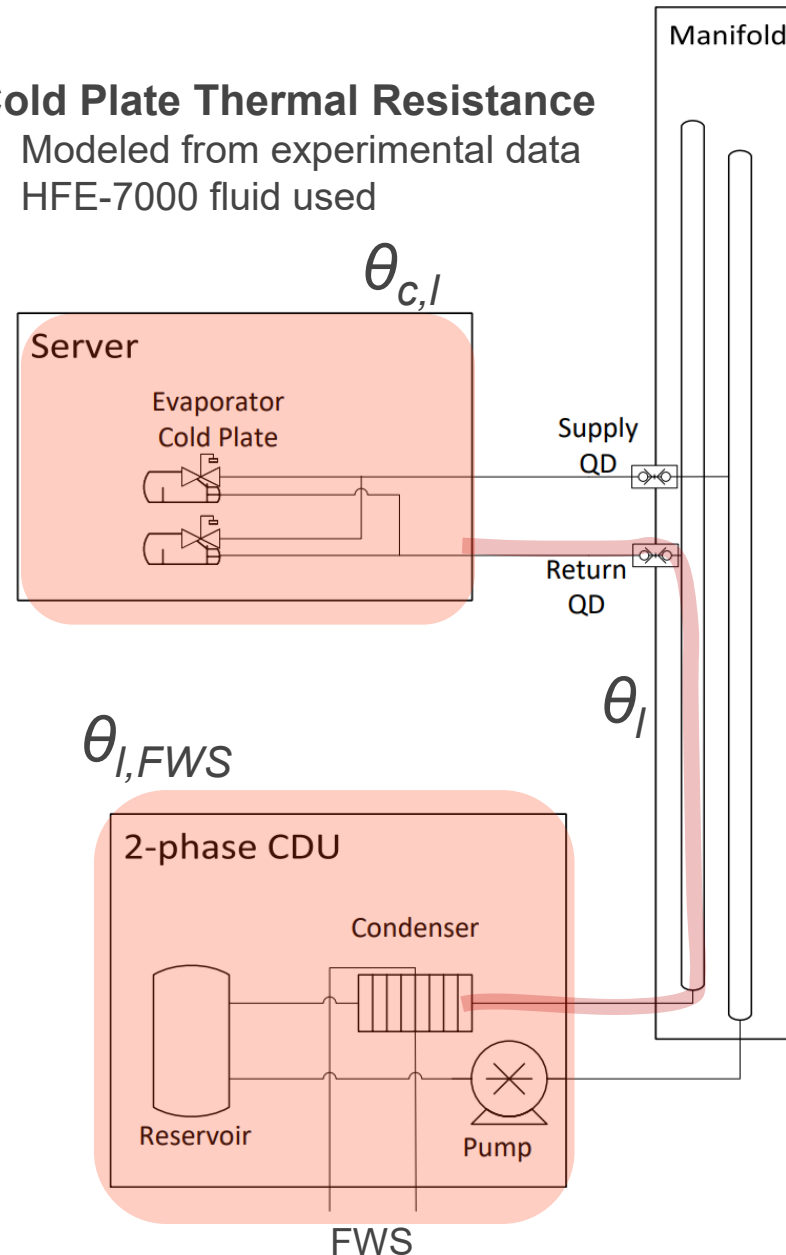 Manifold
Cold Plate Thermal Resistance
Modeled from experimental data
HFE-7000 fluid used
θc,l
Server
Evaporator
Cold Plate
Supply
QD
Return
QD
θl
θl,FWS
2-phase CDU
Condenser
Reservoir
Pump
FWS